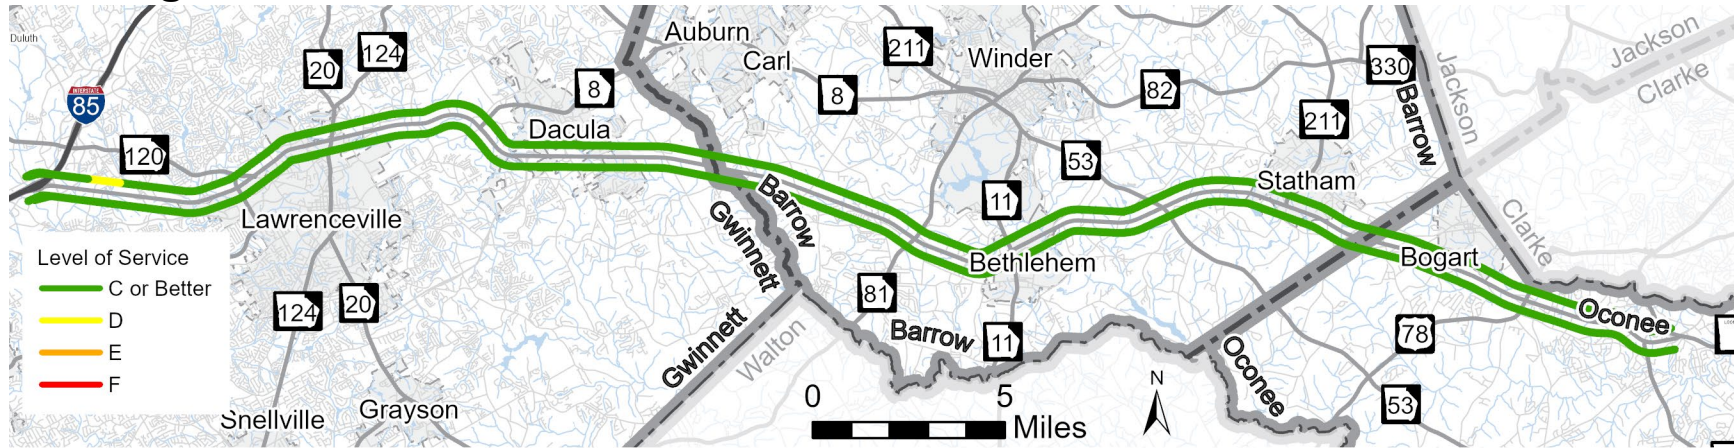 Duluth
INTERSTATE
85
20
124
120
8
Dacula
Auburn
Carl
8
211
Winder
82
330
Barrow
Jackson
Jackson
Clarke
211
53
11
Statham
Clarke
Lawrenceville
Barrow
Gwinnett
Bethlehem
Bogart
Oconee
Level of Service
C or Better
D
E
F
124
20
81
Barrow
11
78
Oconee
53
Gwinnett
Walton
Snellville
Grayson
0 5
Miles
N